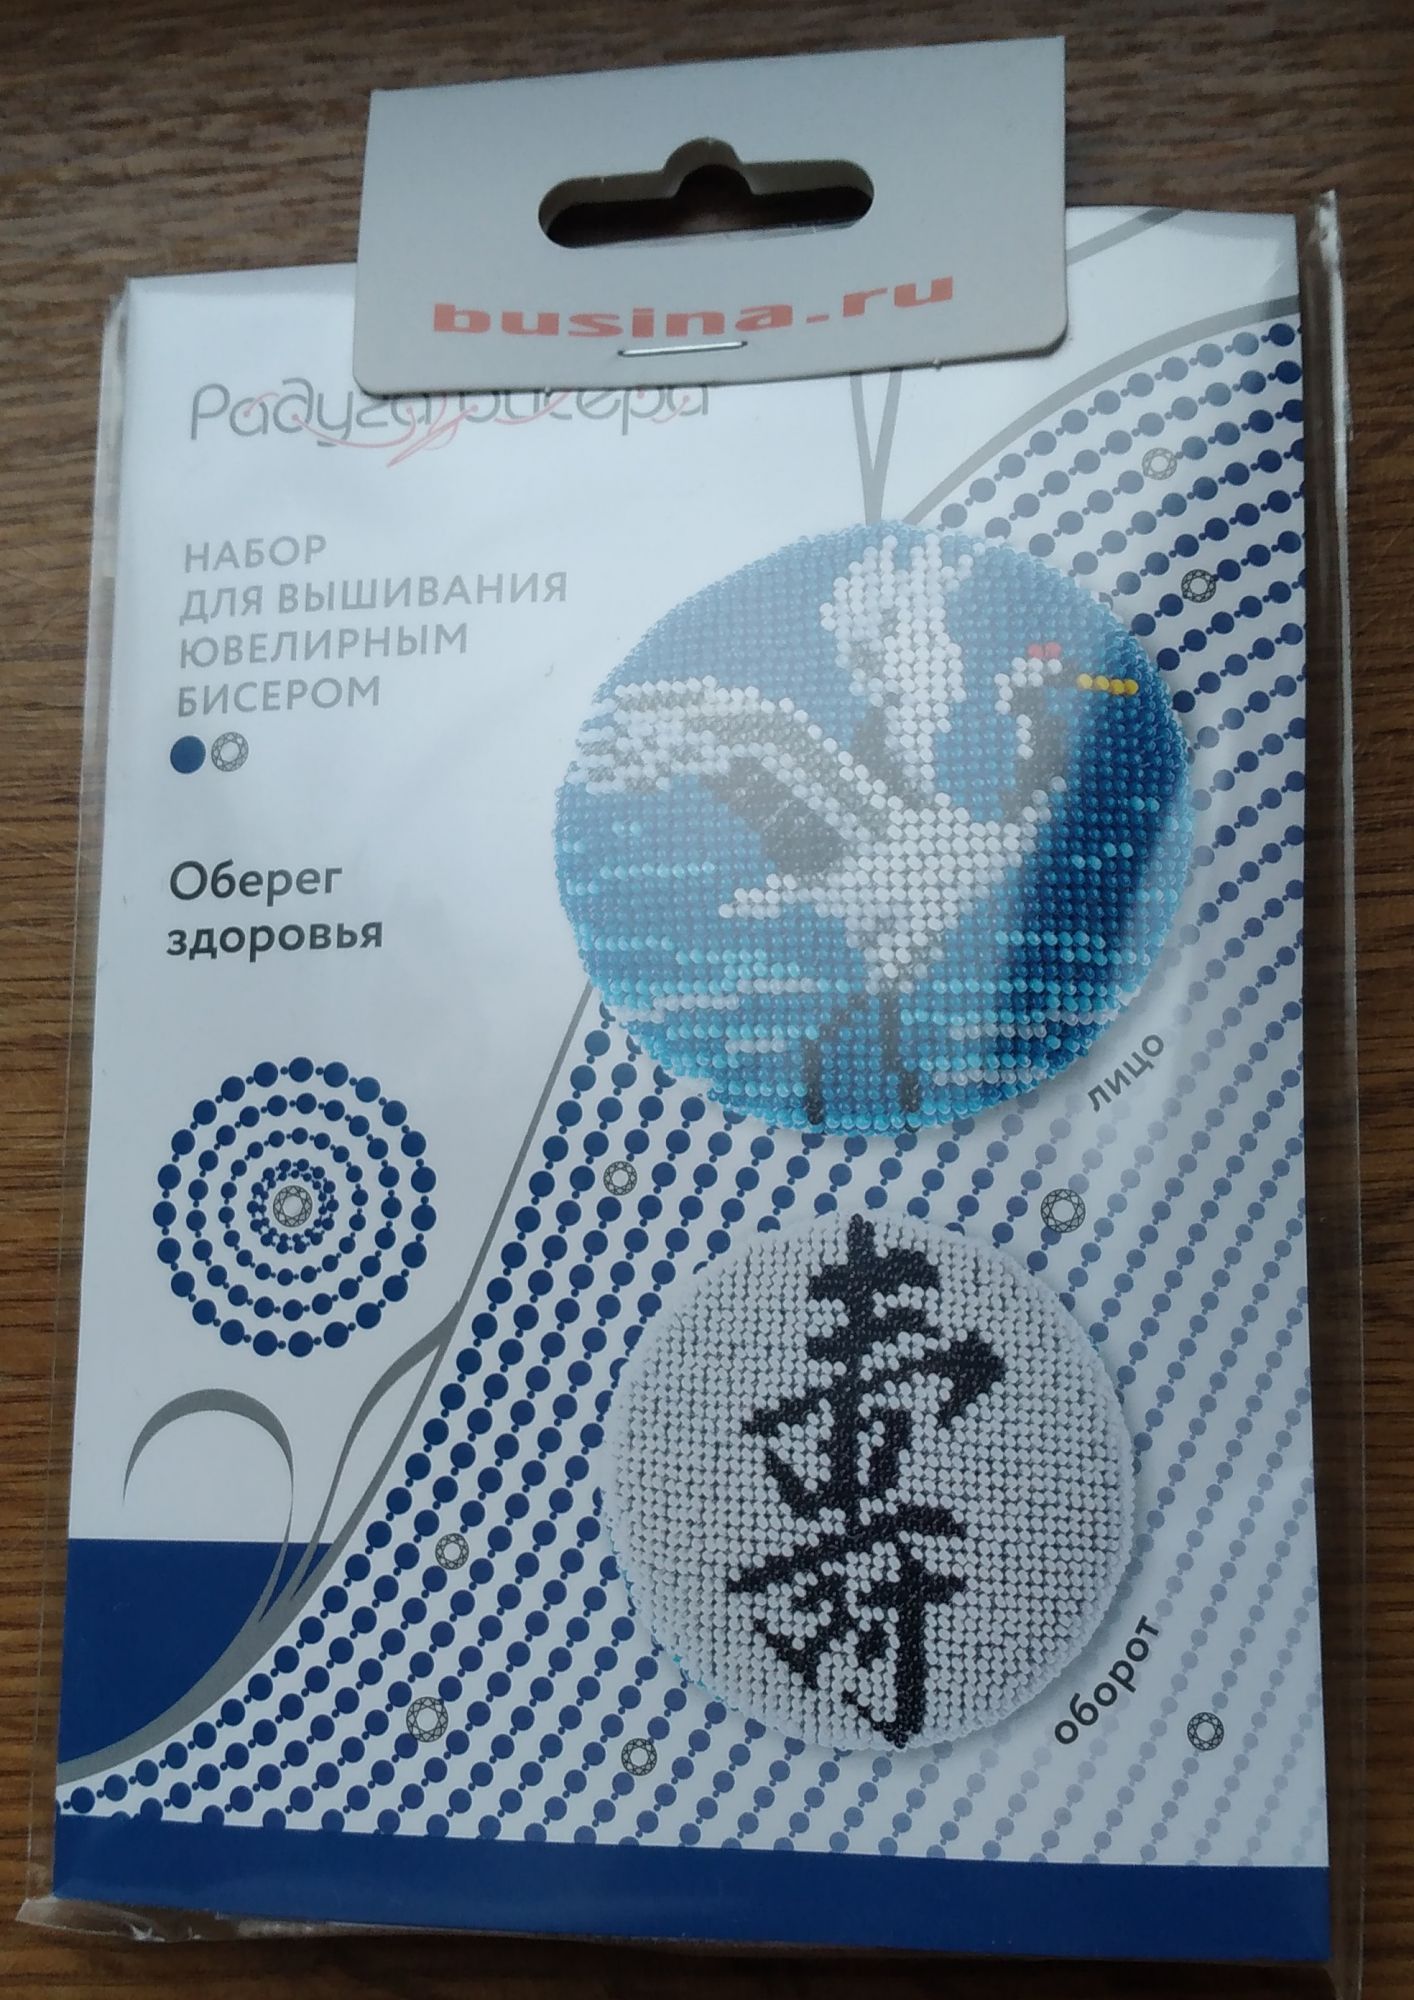 busina.ru
Радуга бисера
НАБОР
ДЛЯ ВЫШИВАНИЯ
ЮВЕЛИРНЫМ
БИСЕРОМ
Оберег
здоровья
лицо
оборот